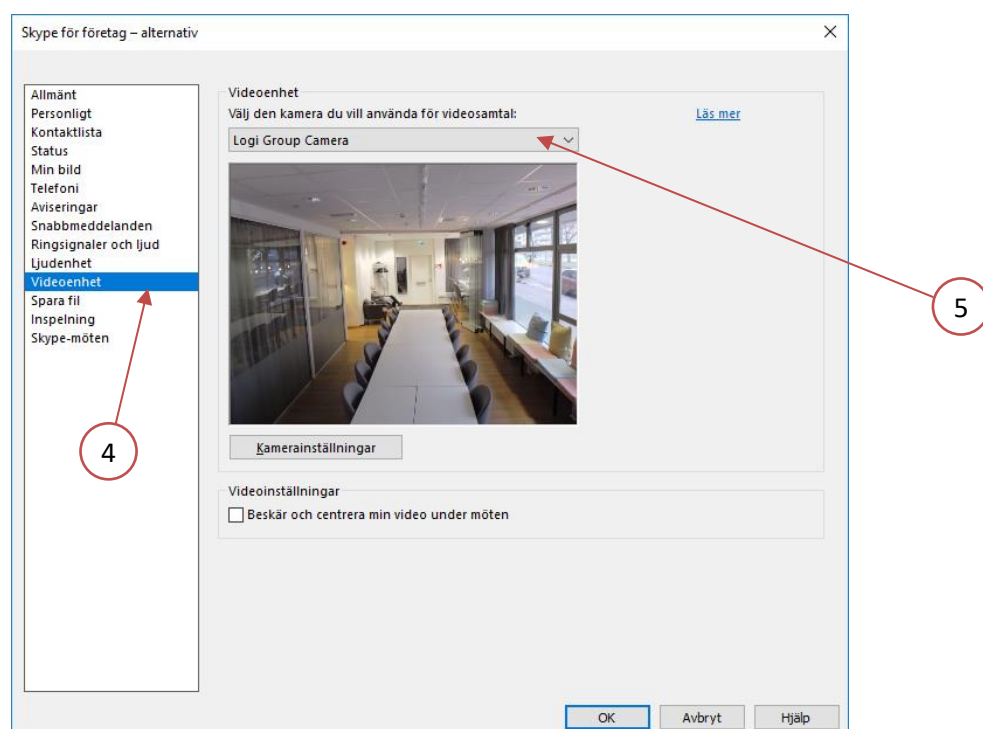 Skype för företag – alternativ
Allmänt
Personligt
Kontaktlista
Status
Min bild
Telefoni
Aviseringar
Snabbmeddelanden
Ringsignaler och ljud
Ljudenhet
Videoenhet
Spara fil
Inspelning
Skype-möten
4
Videoenhet
Välj den kamera du vill använda för videosamtal:
Läs mer
Logi Group Camera
5
Kamerainställningar
Videoinställningar
Beskär och centrera min video under möten
OK
Avbryt
Hjälp